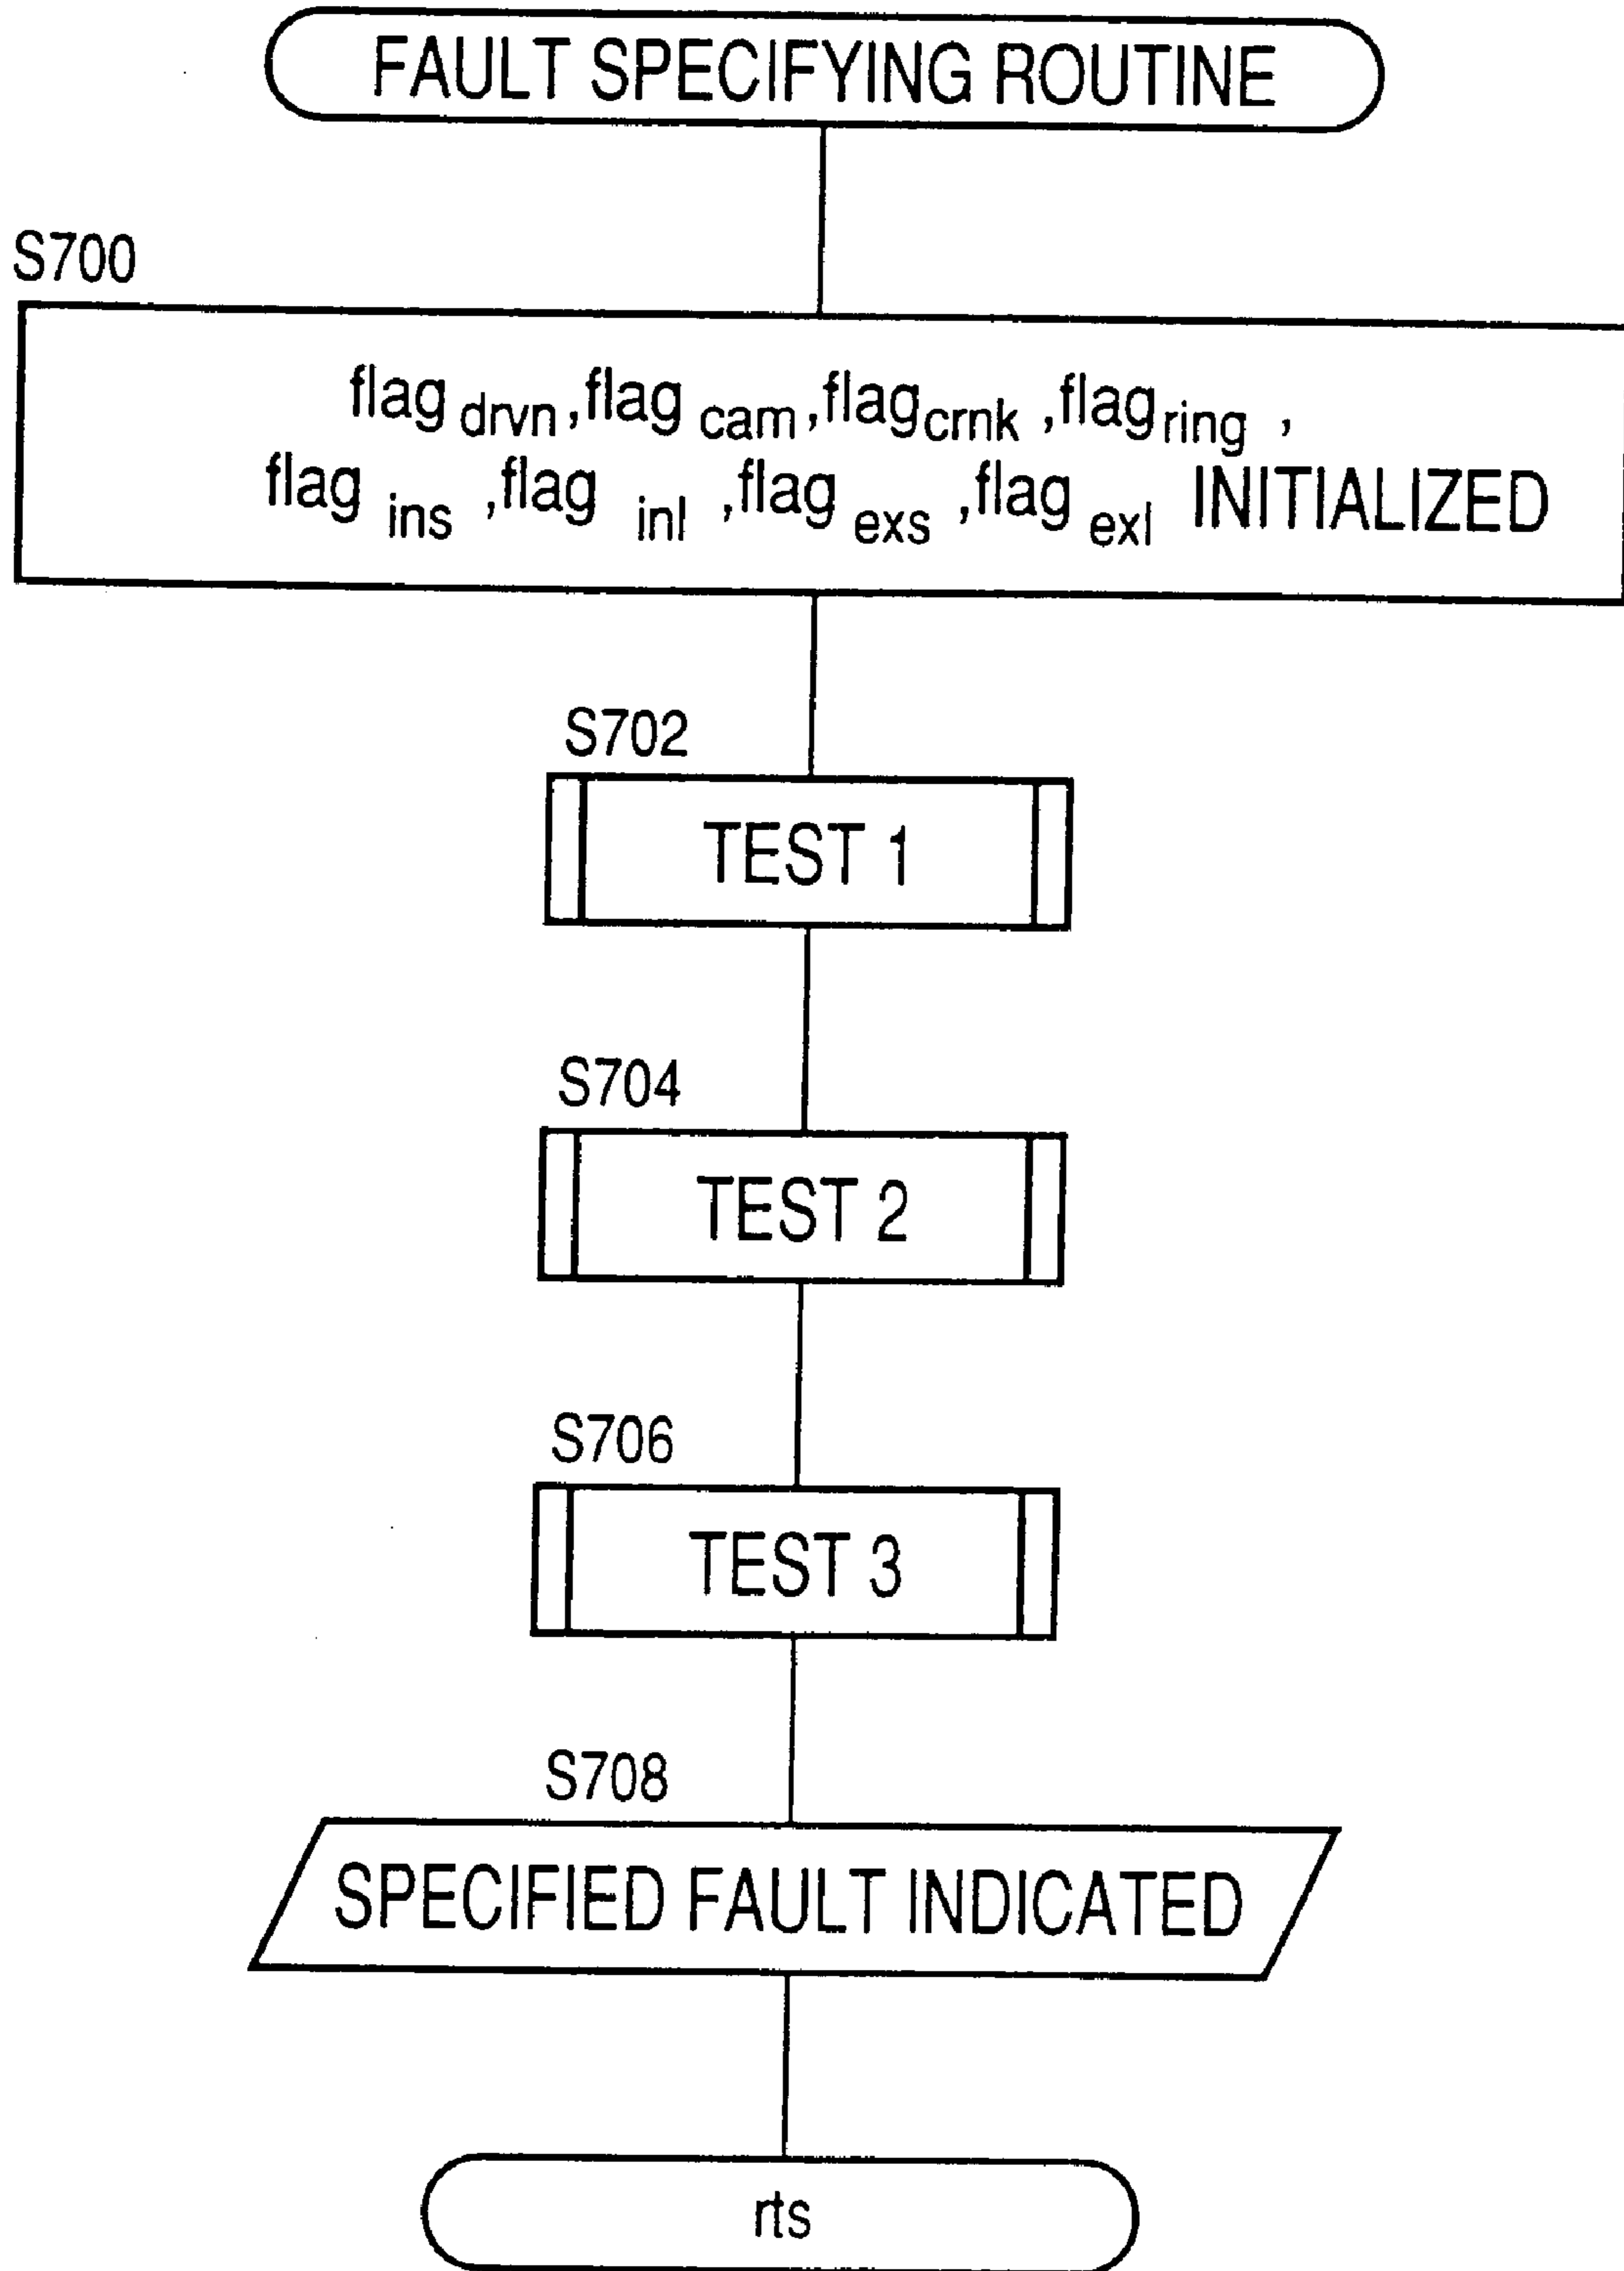 FAULT SPECIFYING ROUTINE
S700
flag drvn, flag cam, flag crnk, flag ring,
flag ins, flag inl, flag exs, flag exl INITIALIZED
S702
TEST 1
S704
TEST 2
S706
TEST 3
S708
SPECIFIED FAULT INDICATED
rts